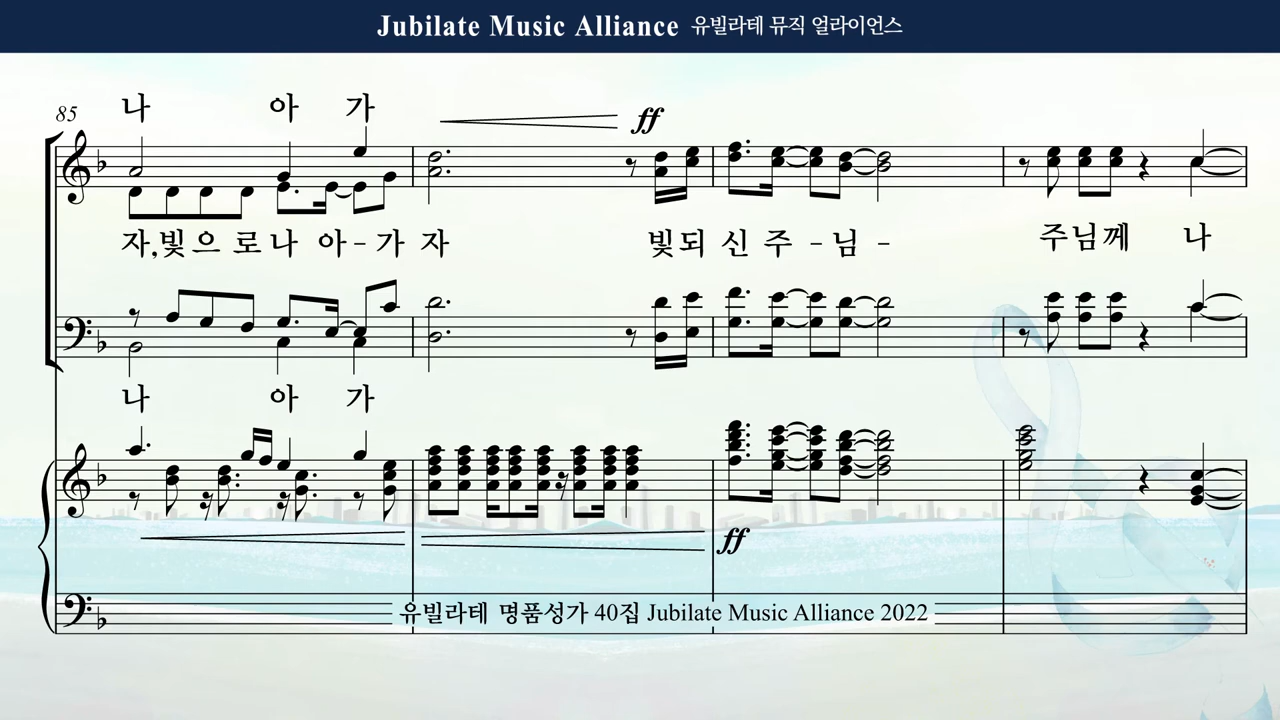 Jubilate Music Alliance 유빌라테 뮤직 얼라이언스
85 나 아 가
ff
자, 빛 으 로 나 아 - 가 자 빛 되 신 주 - 님 - 주 님 께 나
나 아 가
ff
유빌라테 명품성가 40집 Jubilate Music Alliance 2022